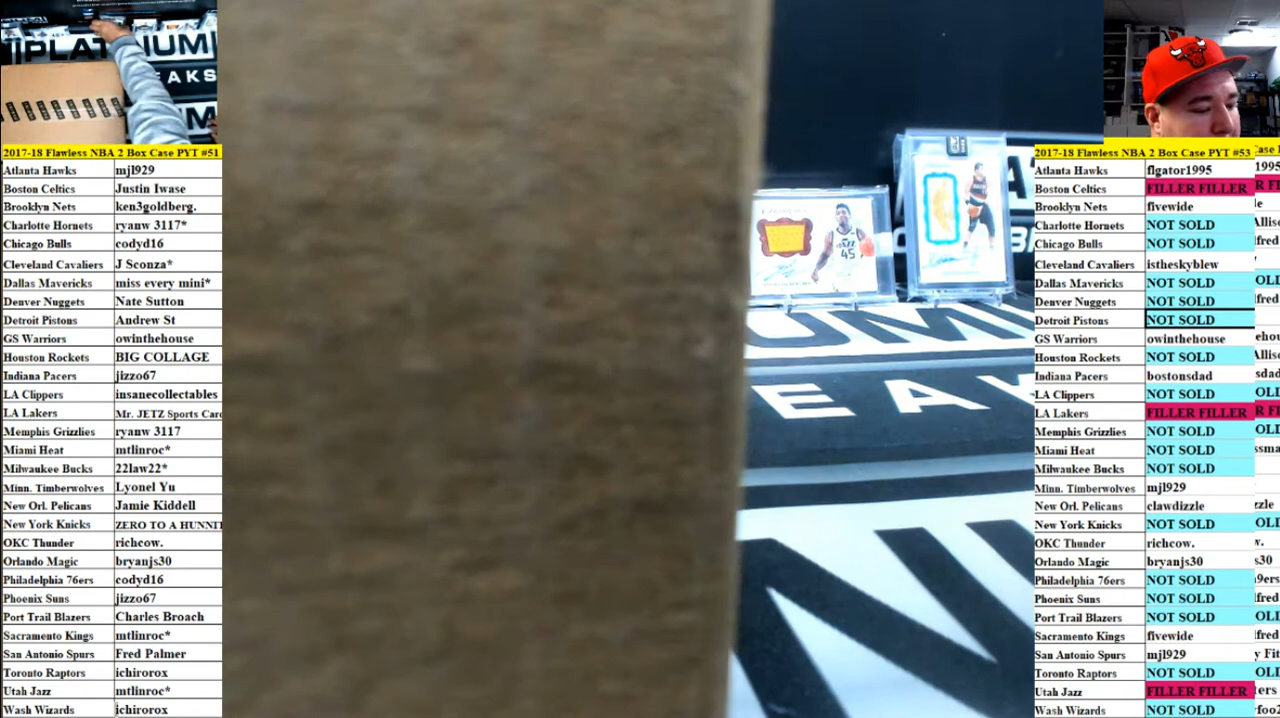 PLATINUM
EAKS
2017-18 Flawless NBA 2 Box Case PYT #51
Atlanta Hawks mjl929
Boston Celtics Justin Iwase
Brooklyn Nets ken3goldberg.
Charlotte Hornets ryanw 3117*
Chicago Bulls codyd16
Cleveland Cavaliers J Sconza*
Dallas Mavericks miss every mini*
Denver Nuggets Nate Sutton
Detroit Pistons Andrew St
GS Warriors owinthehouse
Houston Rockets BIG COLLAGE
Indiana Pacers jizzo67
LA Clippers insanecollectables
LA Lakers Mr. JETZ Sports Card
Memphis Grizzlies ryanw 3117
Miami Heat mtlinroc*
Milwaukee Bucks 22law22*
Minn. Timberwolves Lyonel Yu
New Orl. Pelicans Jamie Kiddell
New York Knicks ZERO TO A HUNNIT
OKC Thunder richcow.
Orlando Magic bryanjs30
Philadelphia 76ers codyd16
Phoenix Suns jizzo67
Port Trail Blazers Charles Broach
Sacramento Kings mtlinroc*
San Antonio Spurs Fred Palmer
Toronto Raptors ichirorox
Utah Jazz mtlinroc*
Wash Wizards ichirorox
JAZZ
45
UM
EA
N
2017-18 Flawless NBA 2 Box Case PYT #53
Atlanta Hawks flgator1995
Boston Celtics FILLER FILLER
Brooklyn Nets fivewide
Charlotte Hornets NOT SOLD
Chicago Bulls NOT SOLD
Cleveland Cavaliers istheskyblew
Dallas Mavericks NOT SOLD
Denver Nuggets NOT SOLD
Detroit Pistons NOT SOLD
GS Warriors owinthehouse
Houston Rockets NOT SOLD
Indiana Pacers bostonsdad
LA Clippers NOT SOLD
LA Lakers FILLER FILLER
Memphis Grizzlies NOT SOLD
Miami Heat NOT SOLD
Milwaukee Bucks NOT SOLD
Minn. Timberwolves mjl929
New Orl. Pelicans clawdizzle
New York Knicks NOT SOLD
OKC Thunder richcow.
Orlando Magic bryanjs30
Philadelphia 76ers NOT SOLD
Phoenix Suns NOT SOLD
Port Trail Blazers NOT SOLD
Sacramento Kings fivewide
San Antonio Spurs mjl929
Toronto Raptors NOT SOLD
Utah Jazz FILLER FILLER
Wash Wizards NOT SOLD